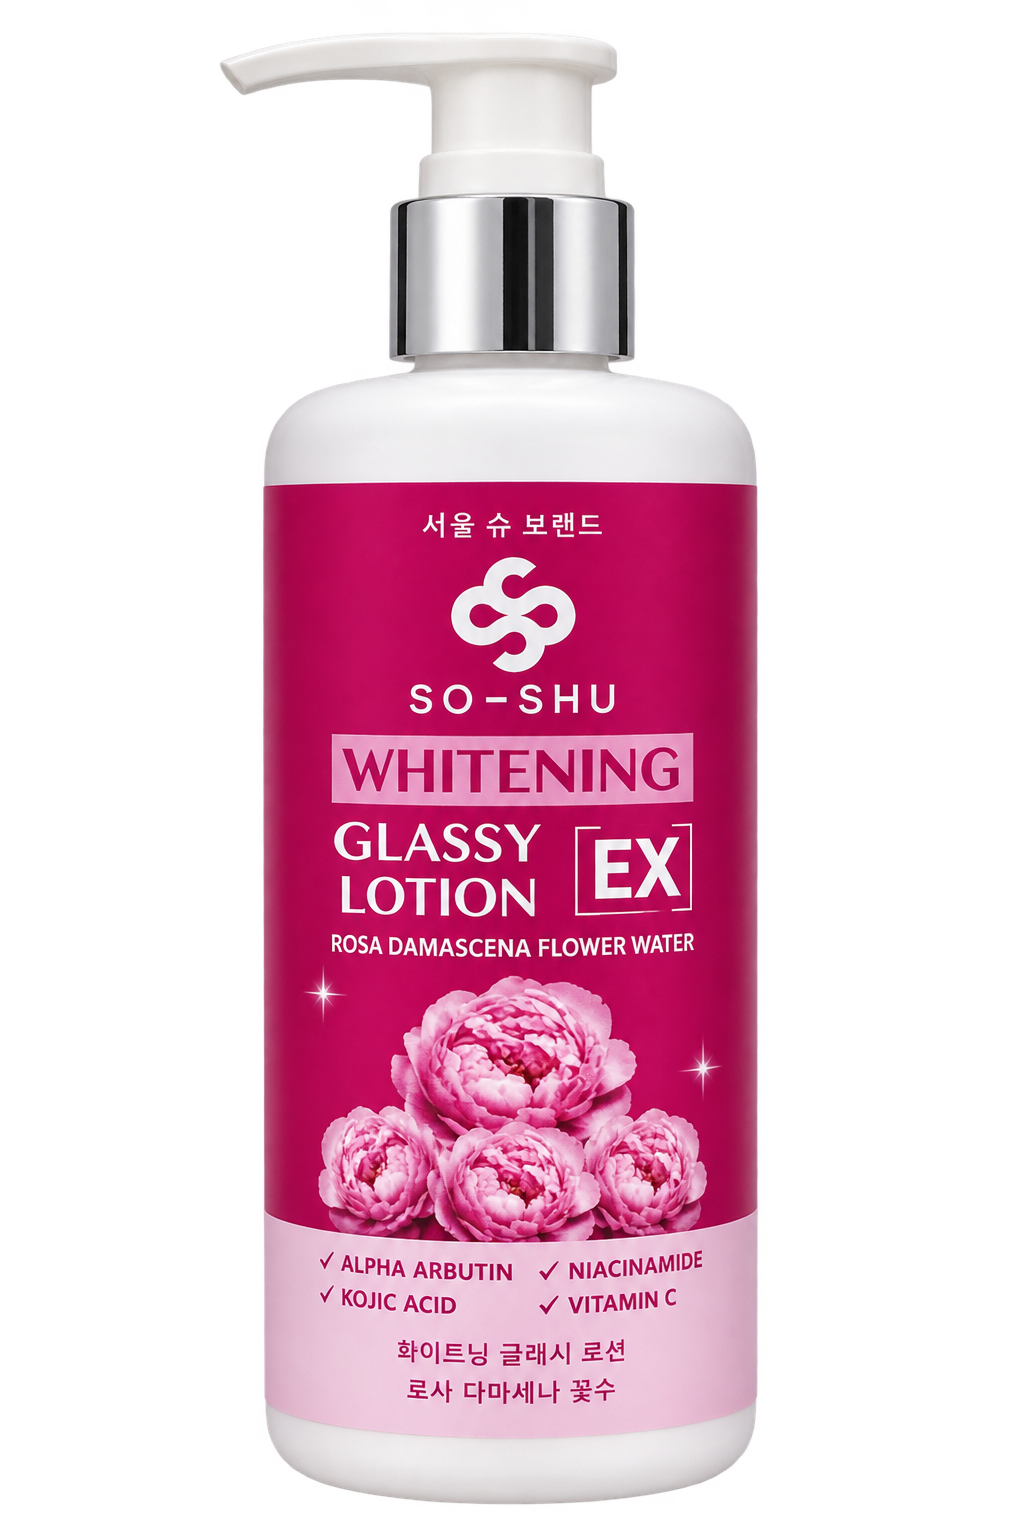 서울 슈 보랜드
SO-SHU
WHITENING
GLASSY
LOTION
EX
ROSA DAMASCENA FLOWER WATER
✓ ALPHA ARBUTIN ✓ NIACINAMIDE
✓ KOJIC ACID ✓ VITAMIN C
화이트닝 글래시 로션
로사 다마세나 꽃수